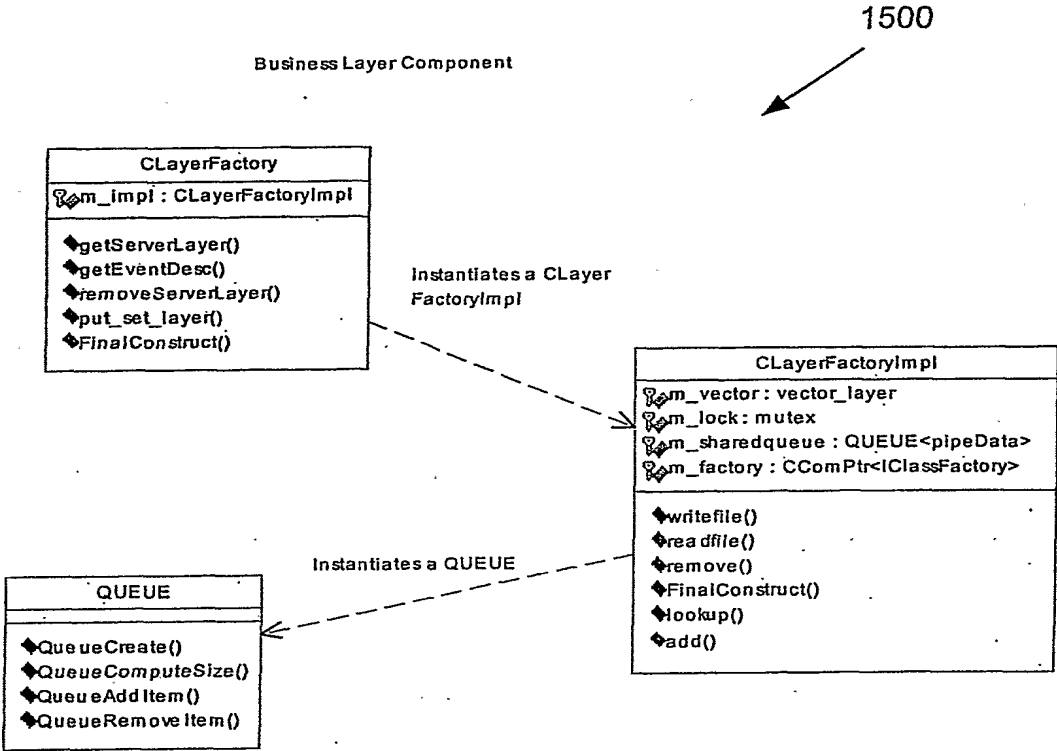 1500
Business Layer Component
CLayerFactory
m_impl : CLayerFactoryImpl
getServerLayer()
getEventDesc()
removeServerLayer()
put_set_layer()
FinalConstruct()
Instantiates a CLayer
FactoryImpl
CLayerFactoryImpl
m_vector : vector_layer
m_lock : mutex
m_sharedqueue : QUEUE<pipeData>
m_factory : CComPtr<IClassFactory>
writefile()
readfile()
remove()
FinalConstruct()
lookup()
add()
Instantiates a QUEUE
QUEUE
QueueCreate()
QueueComputeSize()
QueueAddItem()
QueueRemoveItem()